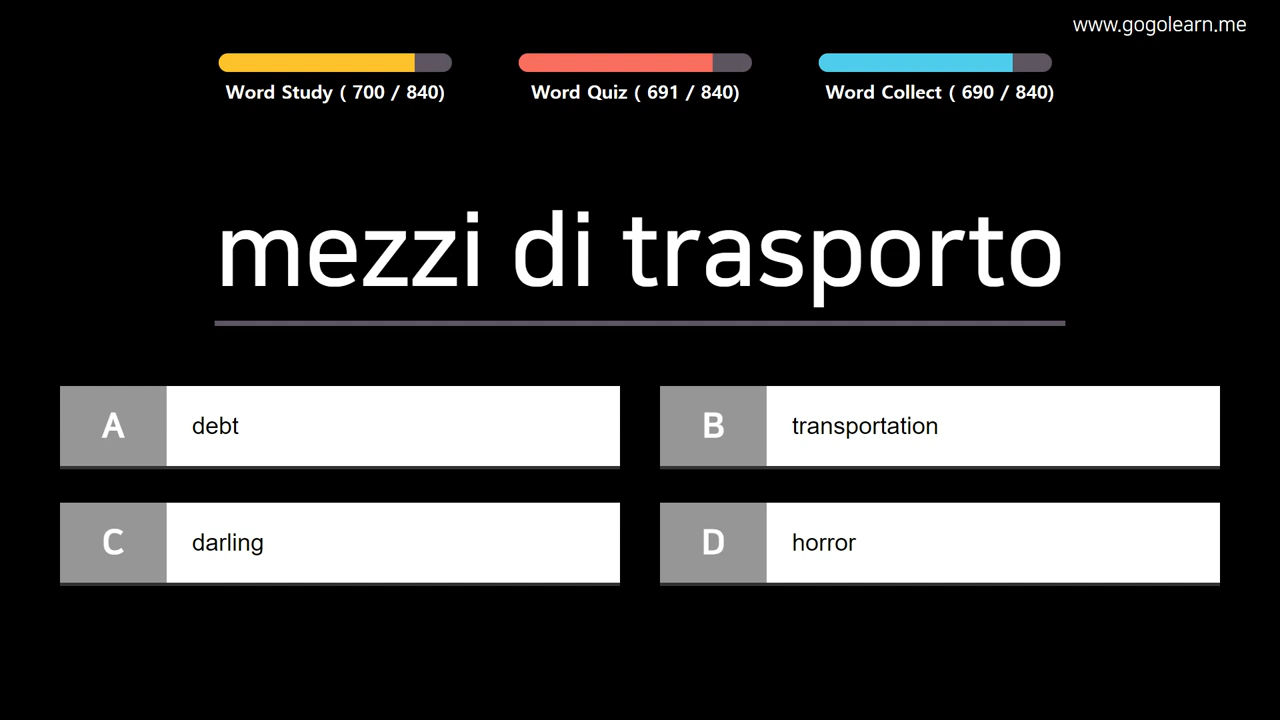 www.gogolearn.me
Word Study ( 700 / 840)
Word Quiz ( 691 / 840)
Word Collect ( 690 / 840)
mezzi di trasporto
A debt
B transportation
C darling
D horror